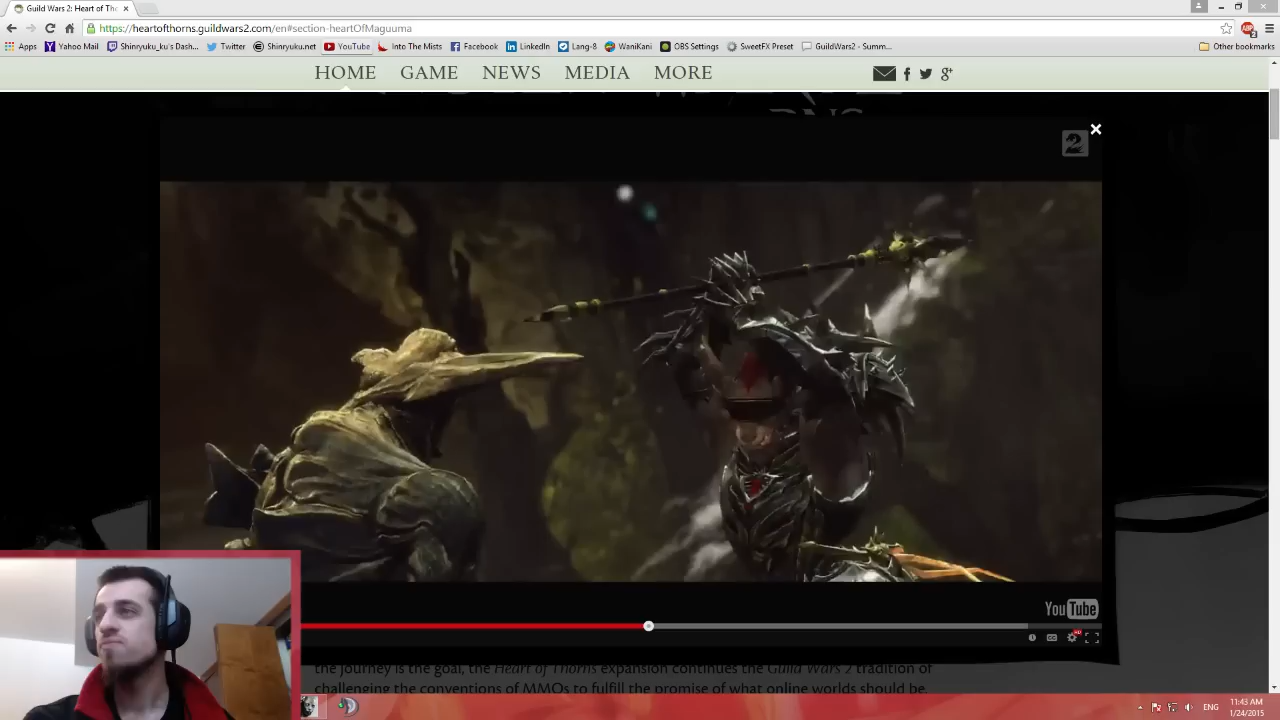 Guild Wars 2: Heart of Tho
https://heartofthorns.guildwars2.com/en#section-heartOfMaguuma
Apps Yahoo Mail Shinryuku_ku's Dash... Twitter Shinryuku.net YouTube Into The Mists Facebook LinkedIn Lang-8 WaniKani OBS Settings SweetFX Preset GuildWars2 - Summ... Other bookmarks
HOME GAME NEWS MEDIA MORE
2
YouTube
HD
the journey is the goal, the Heart of Thorns expansion continues the Guild Wars 2 tradition of
challenging the conventions of MMOs to fulfill the promise of what online worlds should be.
ENG
11:43 AM
1/24/2015